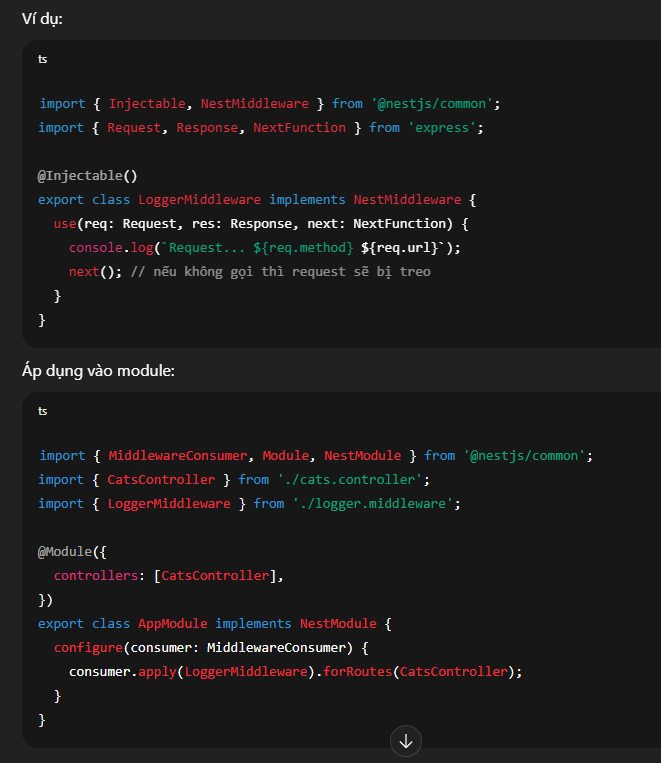 Ví dụ:
ts
import { Injectable, NestMiddleware } from '@nestjs/common';
import { Request, Response, NextFunction } from 'express';
@Injectable()
export class LoggerMiddleware implements NestMiddleware {
  use(req: Request, res: Response, next: NextFunction) {
    console.log(`Request... ${req.method} ${req.url}`);
    next(); // nếu không gọi thì request sẽ bị treo
  }
}
Áp dụng vào module:
ts
import { MiddlewareConsumer, Module, NestModule } from '@nestjs/common';
import { CatsController } from './cats.controller';
import { LoggerMiddleware } from './logger.middleware';
@Module({
  controllers: [CatsController],
})
export class AppModule implements NestModule {
  configure(consumer: MiddlewareConsumer) {
    consumer.apply(LoggerMiddleware).forRoutes(CatsController);
  }
}